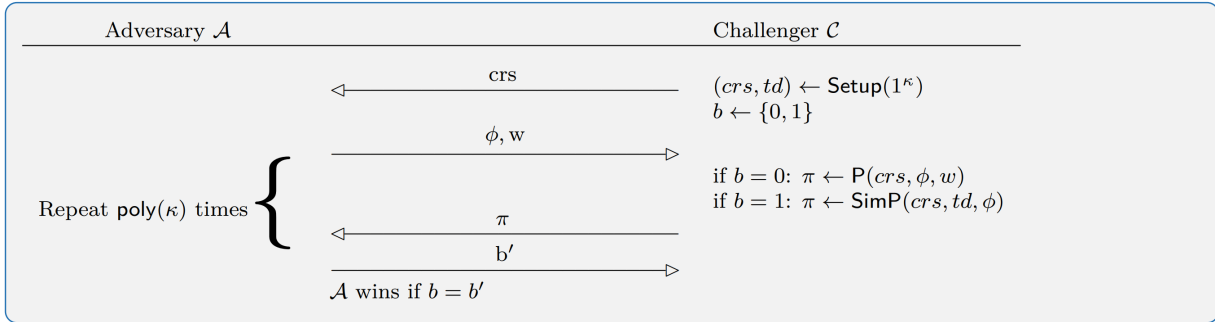 Adversary 𝒜 Challenger 𝒞
crs (crs, td) ← Setup(1^κ)
b ← {0, 1}
ϕ, w
if b = 0: π ← P(crs, ϕ, w)
Repeat poly(κ) times if b = 1: π ← SimP(crs, td, ϕ)
π
b′
𝒜 wins if b = b′